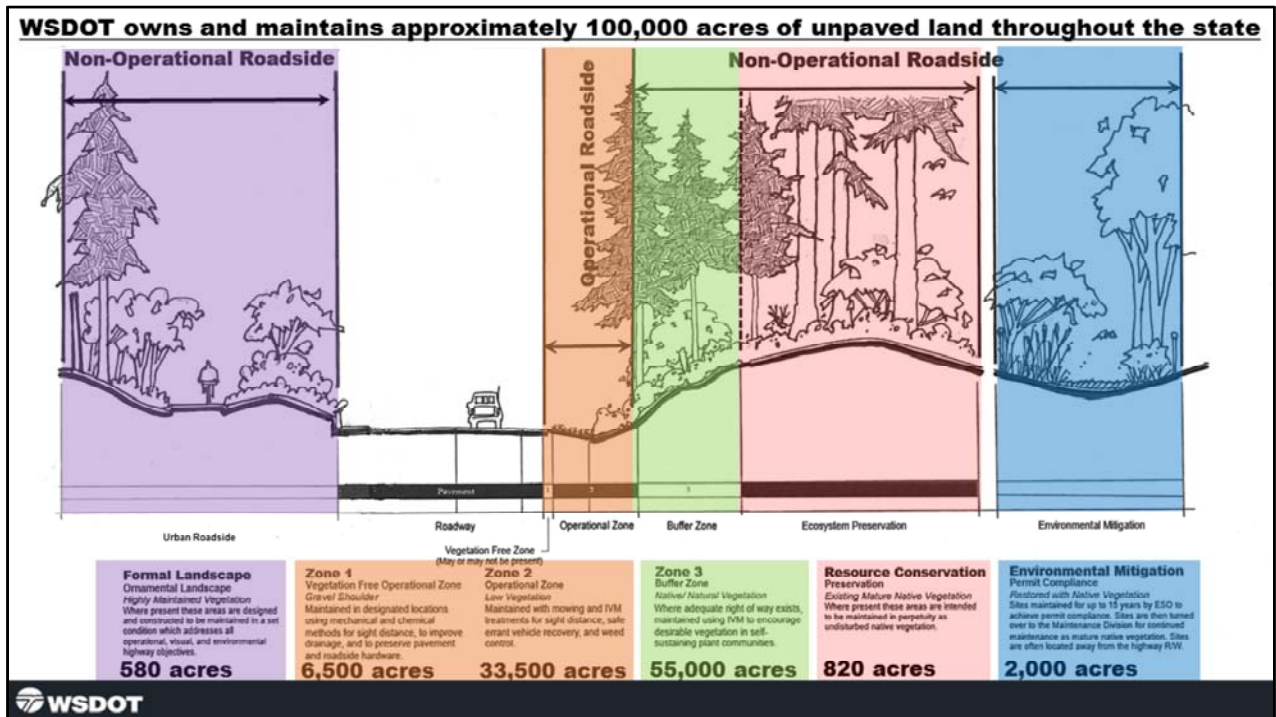 WSDOT owns and maintains approximately 100,000 acres of unpaved land throughout the state
Non-Operational Roadside
Non-Operational Roadside
Operational Roadside
Pavement
1
2
3
Urban Roadside
Roadway
Operational Zone
Buffer Zone
Ecosystem Preservation
Environmental Mitigation
Vegetation Free Zone
(May or may not be present)
Formal Landscape
Ornamental Landscape
Highly Maintained Vegetation
Where present these areas are designed
and constructed to be maintained in a set
condition which addresses all
operational, visual, and environmental
highway objectives.
580 acres
Zone 1
Vegetation Free Operational Zone
Gravel Shoulder
Maintained in designated locations
using mechanical and chemical
methods for sight distance, to improve
drainage, and to preserve pavement
and roadside hardware.
6,500 acres
Zone 2
Operational Zone
Low Vegetation
Maintained with mowing and IVM
treatments for sight distance, safe
errant vehicle recovery, and weed
control.
33,500 acres
Zone 3
Buffer Zone
Native/ Natural Vegetation
Where adequate right of way exists,
maintained using IVM to encourage
desirable vegetation in self-
sustaining plant communities.
55,000 acres
Resource Conservation
Preservation
Existing Mature Native Vegetation
Where present these areas are intended
to be maintained in perpetuity as
undisturbed native vegetation.
820 acres
Environmental Mitigation
Permit Compliance
Restored with Native Vegetation
Sites maintained for up to 15 years by ESO to
achieve permit compliance. Sites are then turned
over to the Maintenance Division for continued
maintenance as mature native vegetation. Sites
are often located away from the highway R/W.
2,000 acres
WSDOT